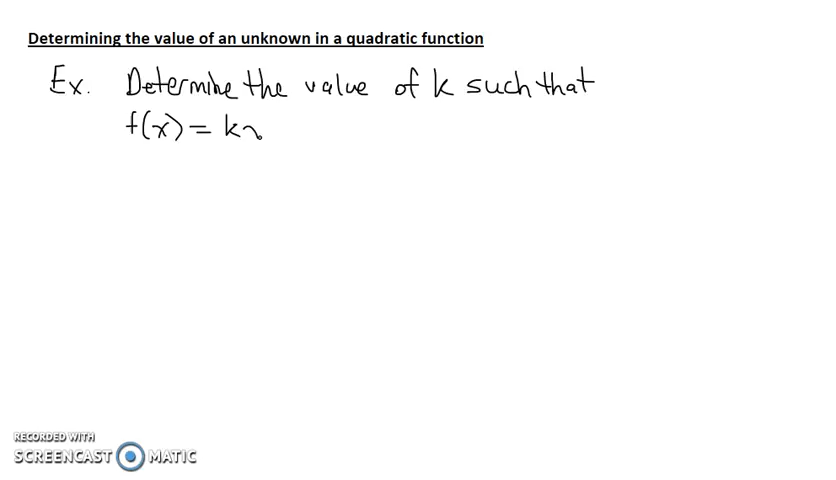 Determining the value of an unknown in a quadratic function
Ex. Determine the value of k such that
f(x) = k
RECORDED WITH
SCREENCAST MATIC